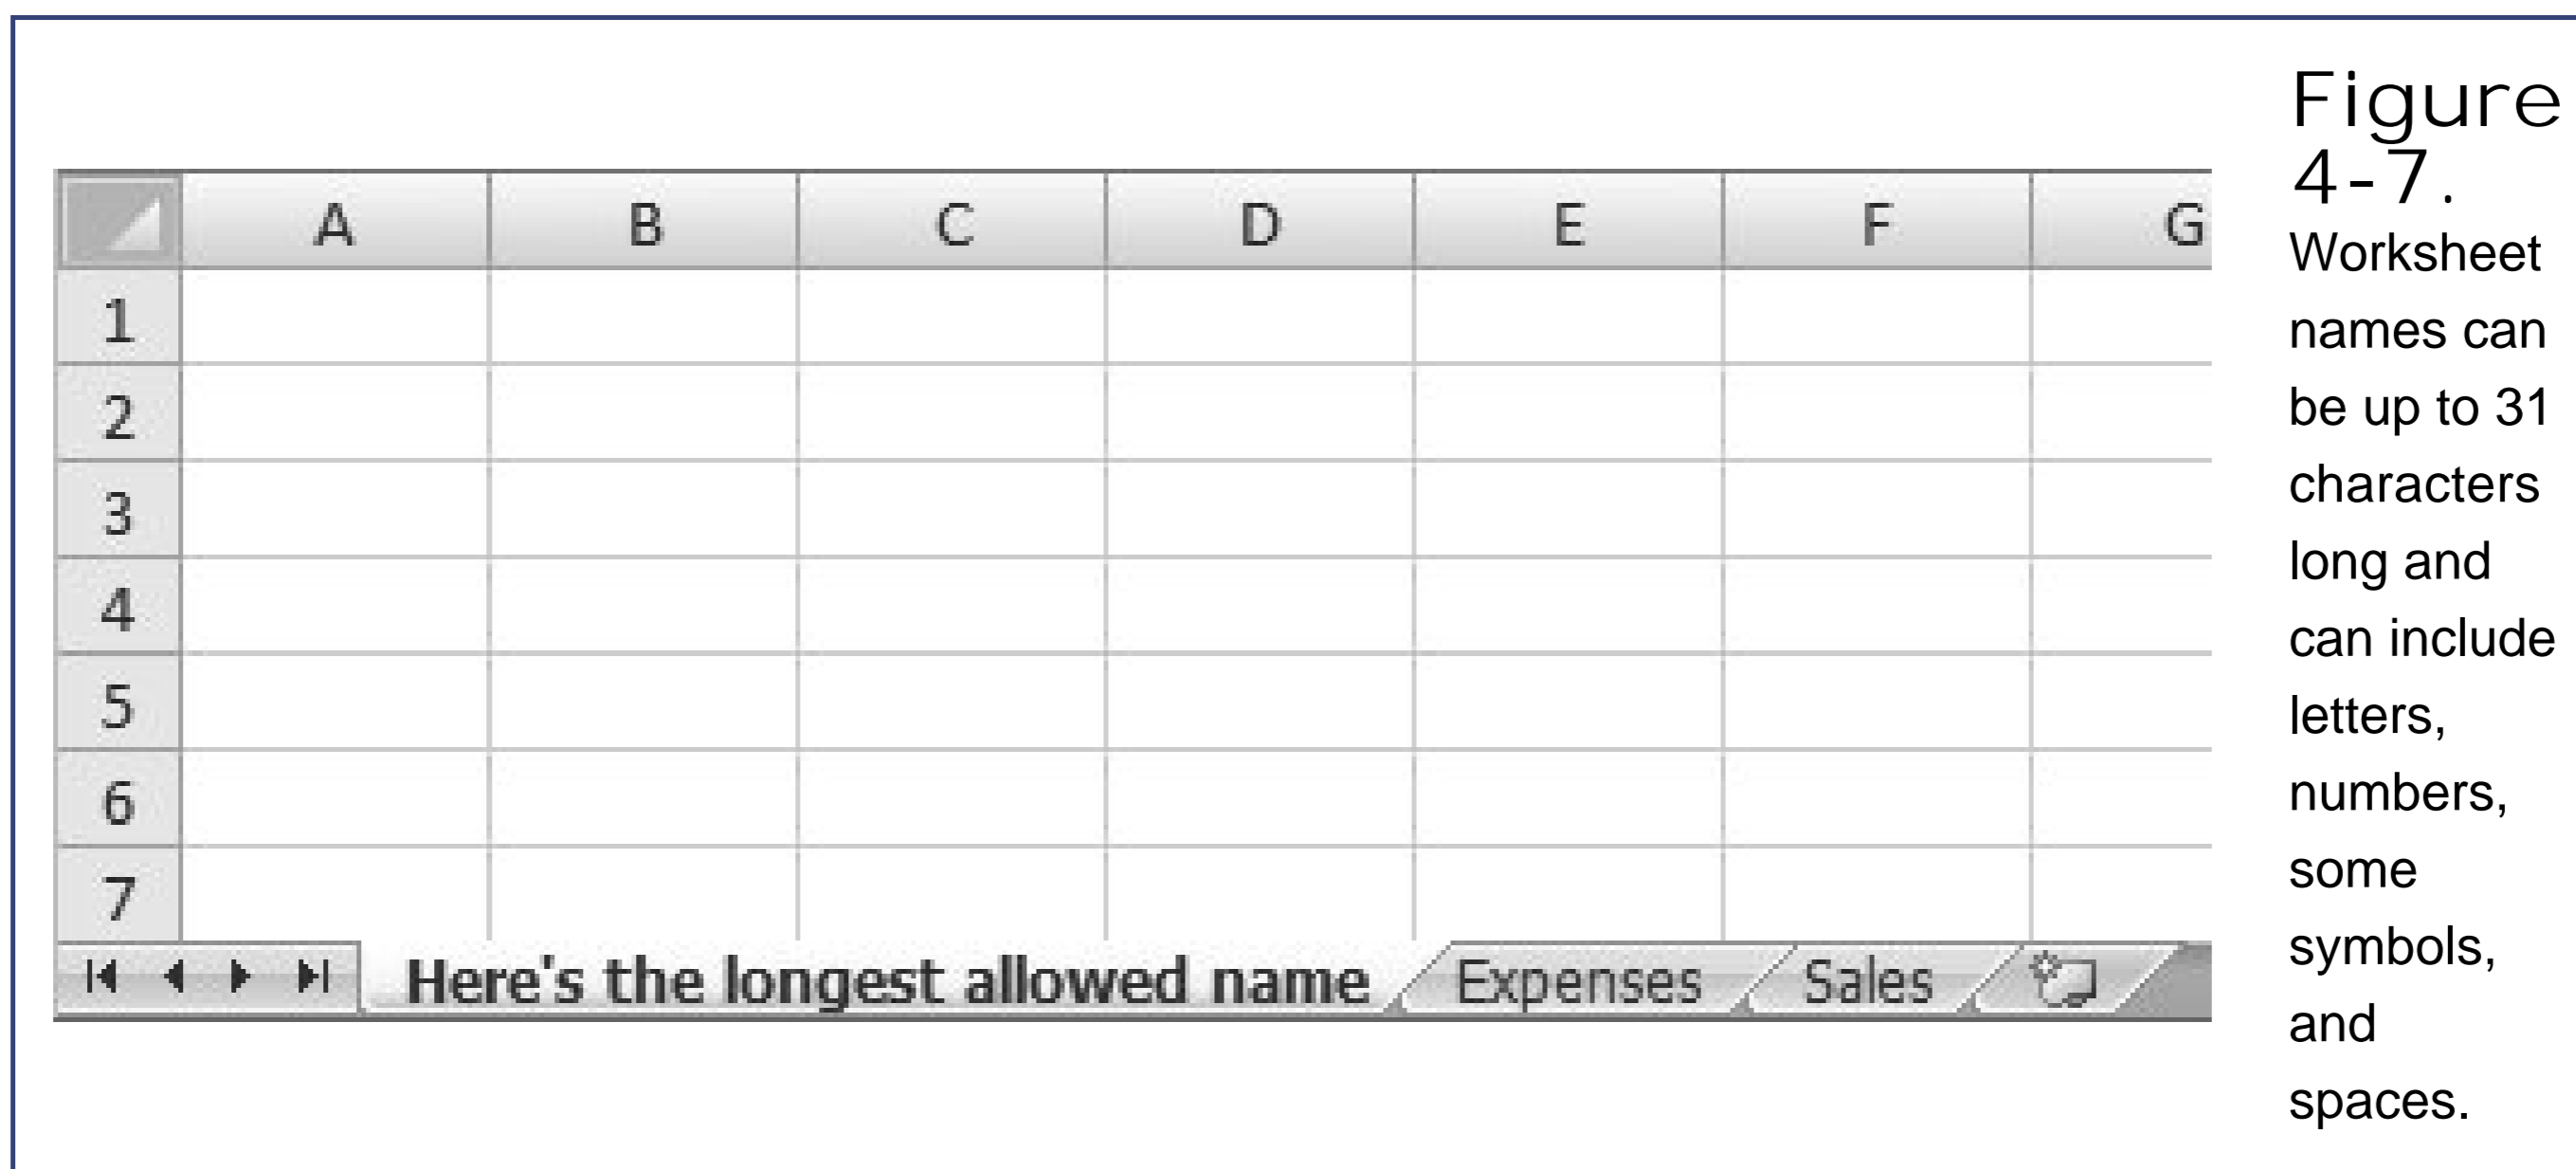 A B C D E F G
1
2
3
4
5
6
7
Here's the longest allowed name Expenses Sales
Figure
4-7.
Worksheet
names can
be up to 31
characters
long and
can include
letters,
numbers,
some
symbols,
and
spaces.